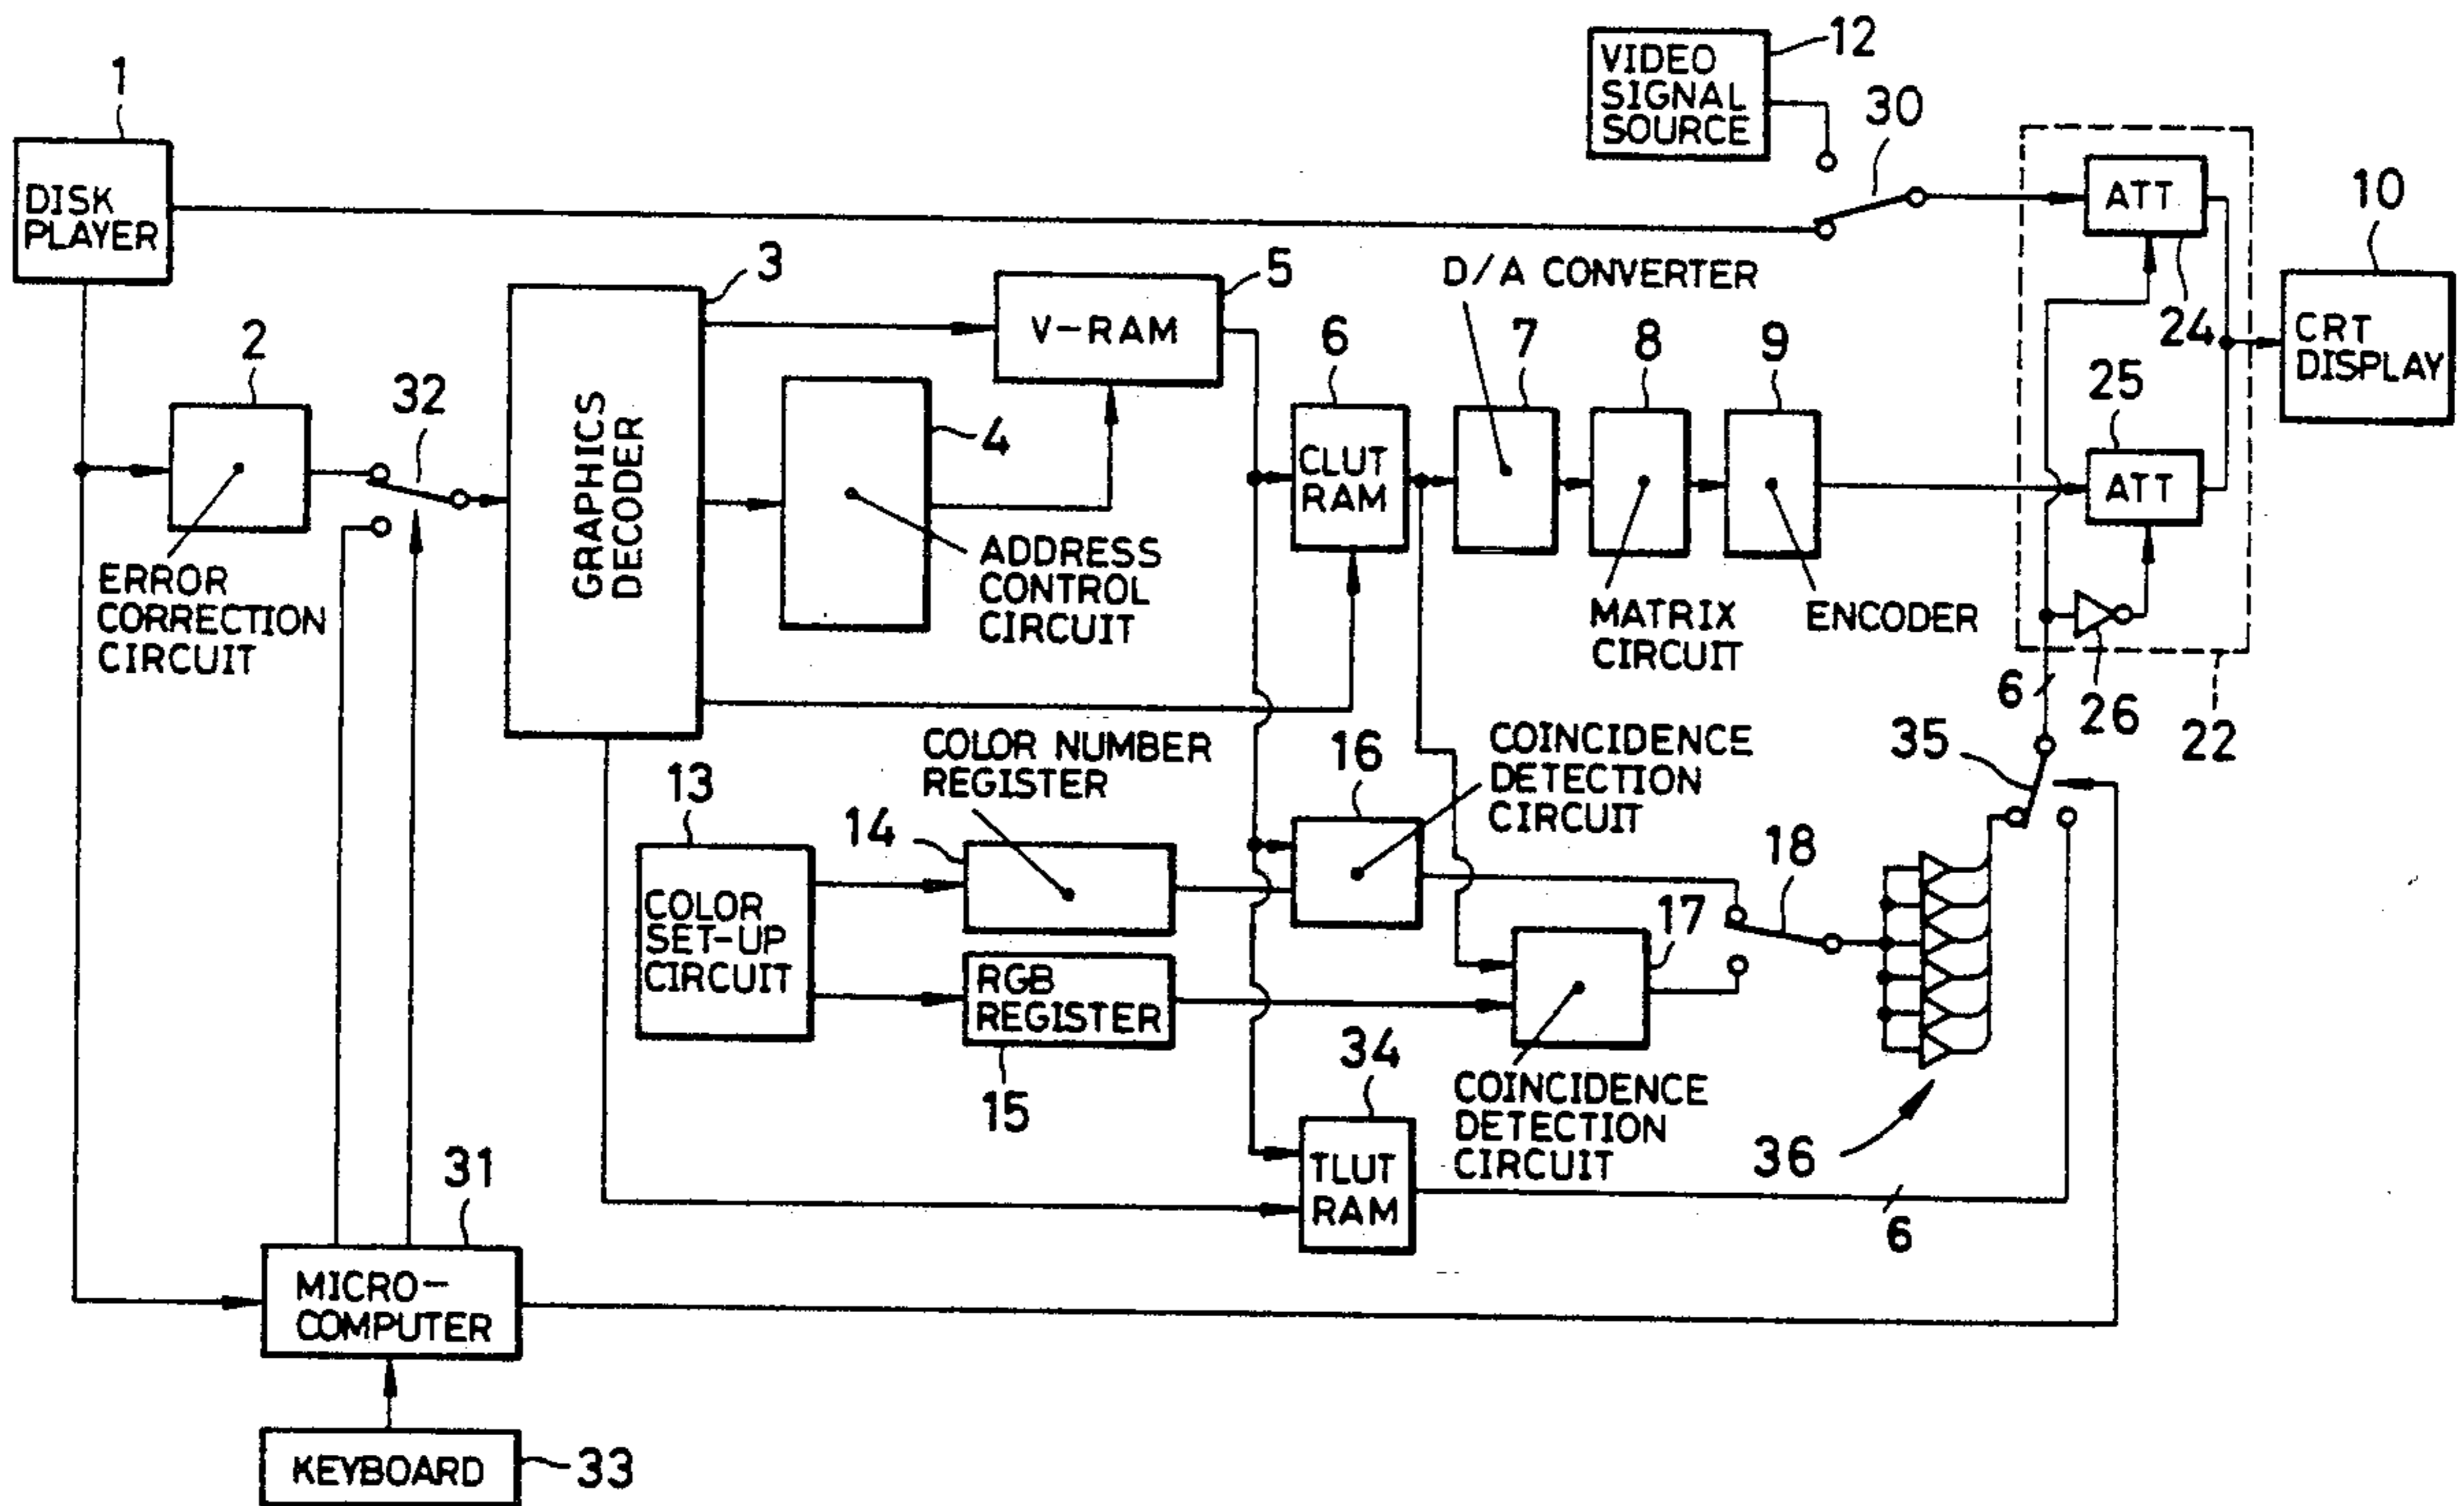 1
DISK
PLAYER
VIDEO
SIGNAL
SOURCE
12
30
ATT
24
10
CRT
DISPLAY
2
ERROR
CORRECTION
CIRCUIT
32
3
GRAPHICS
DECODER
5
V-RAM
4
ADDRESS
CONTROL
CIRCUIT
6
CLUT
RAM
D/A CONVERTER
7
8
MATRIX
CIRCUIT
9
ENCODER
25
ATT
6
26
22
COLOR NUMBER
REGISTER
13
COLOR
SET-UP
CIRCUIT
14
RGB
REGISTER
15
16
COINCIDENCE
DETECTION
CIRCUIT
17
COINCIDENCE
DETECTION
CIRCUIT
18
35
36
34
TLUT
RAM
6
31
MICRO-
COMPUTER
KEYBOARD
33